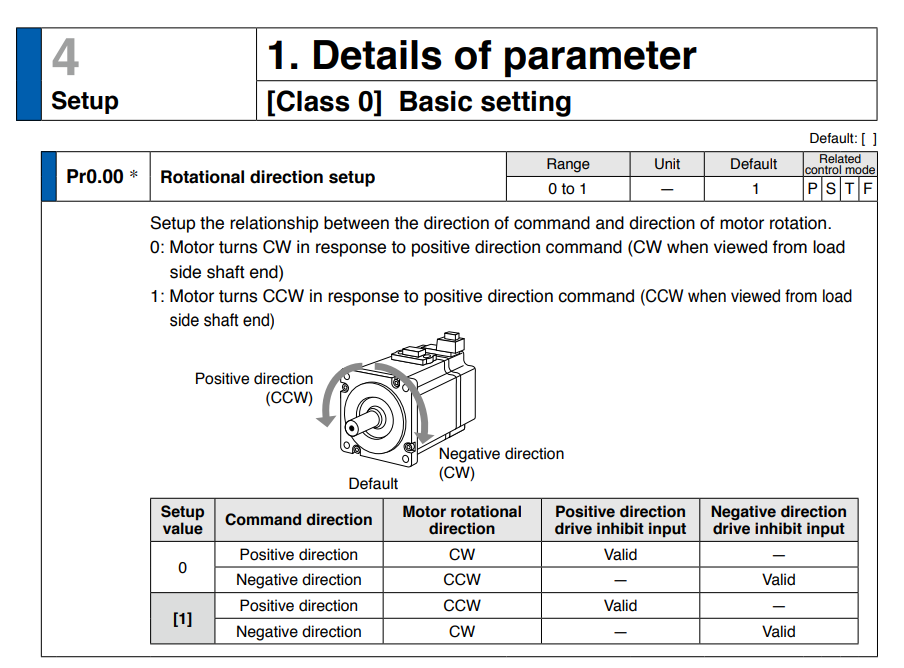 4
Setup
1. Details of parameter
[Class 0] Basic setting
Default: [ ]
Pr0.00 * Rotational direction setup
Range Unit Default Related control mode
0 to 1 — 1 P S T F
Setup the relationship between the direction of command and direction of motor rotation.
0: Motor turns CW in response to positive direction command (CW when viewed from load
side shaft end)
1: Motor turns CCW in response to positive direction command (CCW when viewed from load
side shaft end)
Positive direction
(CCW)
Negative direction
(CW)
Default
Setup value Command direction Motor rotational direction Positive direction drive inhibit input Negative direction drive inhibit input
0 Positive direction CW Valid —
Negative direction CCW — Valid
[1] Positive direction CCW Valid —
Negative direction CW — Valid